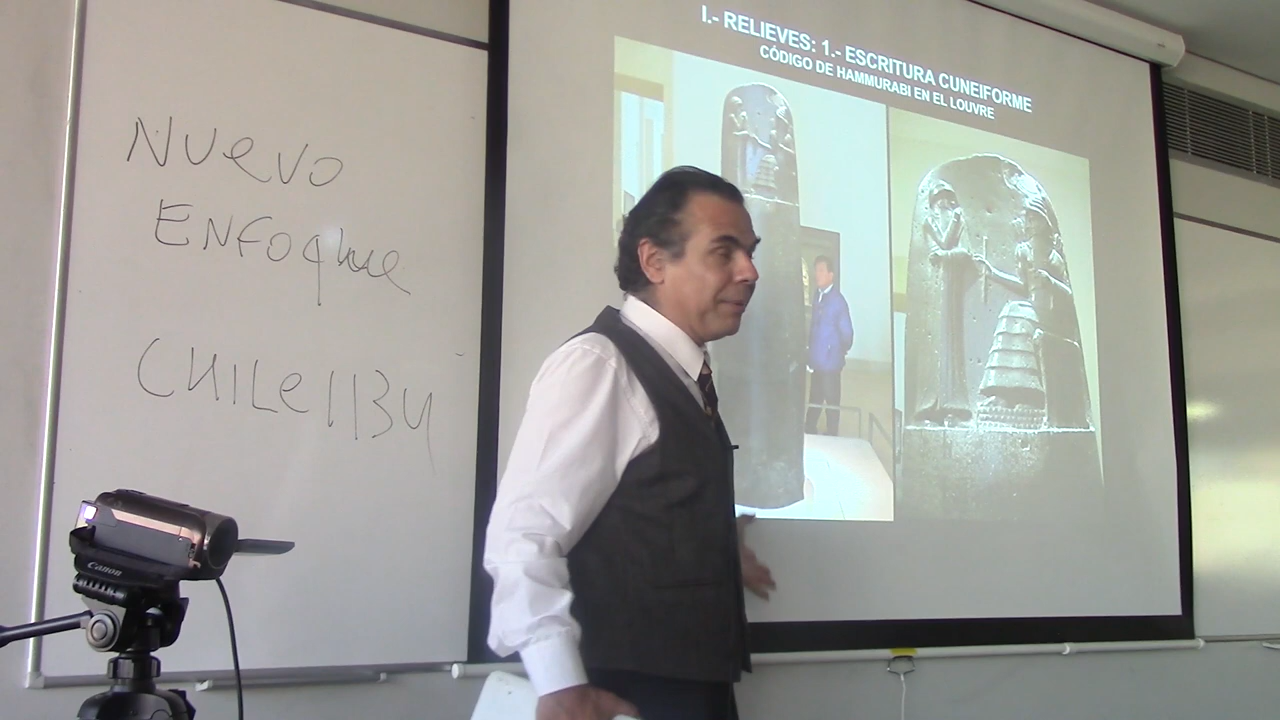 NUeVO
ENFOque
CHILe 1134
I.- RELIEVES: 1.- ESCRITURA CUNEIFORME
CÓDIGO DE HAMMURABI EN EL LOUVRE
Canon